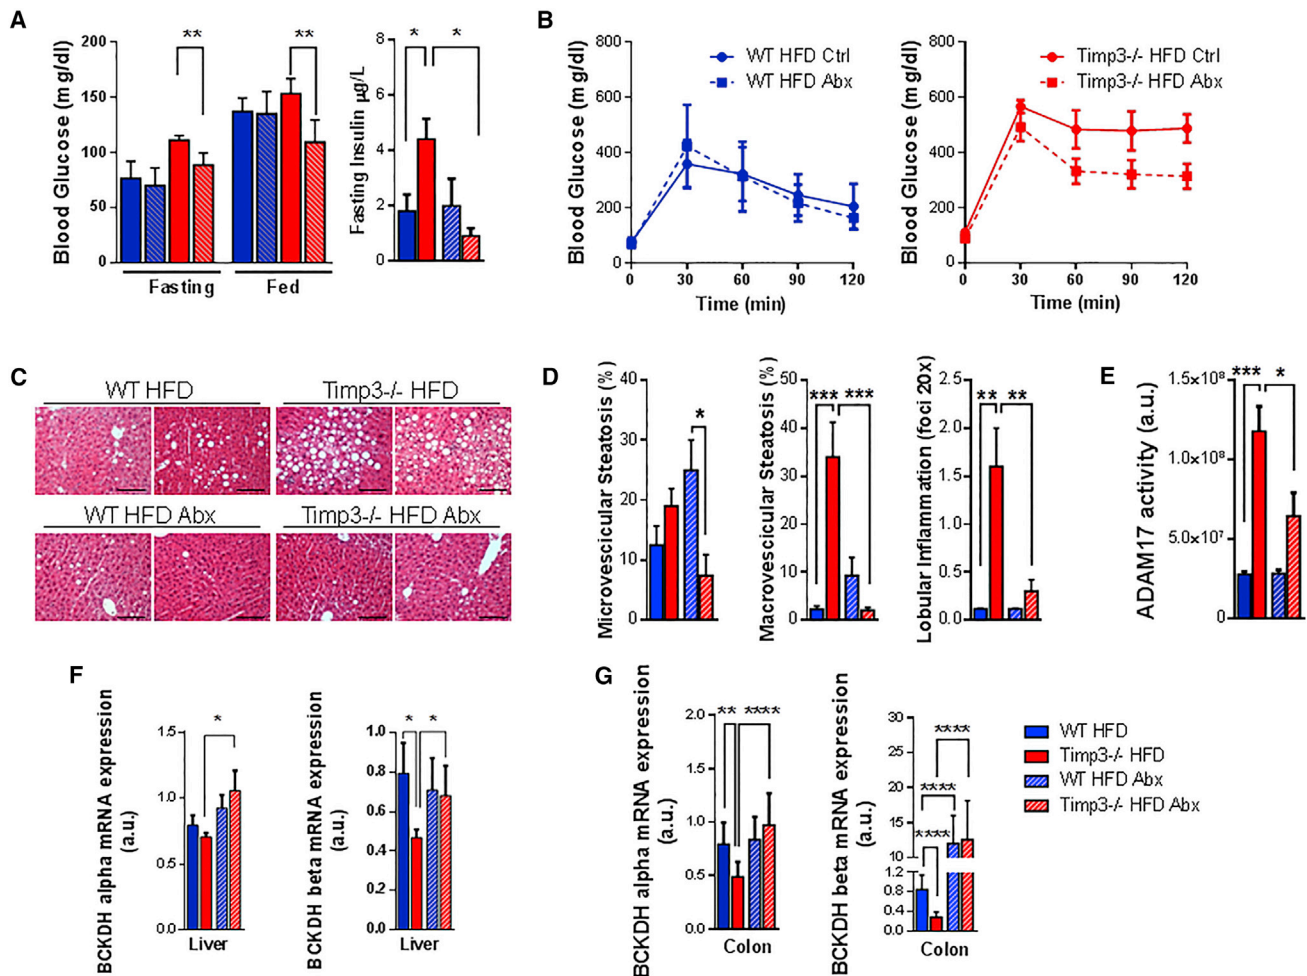 A
Blood Glucose (mg/dl)
200
150
100
50
0
**
**
Fasting
Fed
Fasting Insulin µg/L
8
6
4
2
0
*
*
B
Blood Glucose (mg/dl)
800
600
400
200
0
WT HFD Ctrl
WT HFD Abx
0 30 60 90 120
Time (min)
Blood Glucose (mg/dl)
800
600
400
200
0
Timp3-/- HFD Ctrl
Timp3-/- HFD Abx
0 30 60 90 120
Time (min)
C
WT HFD
Timp3-/- HFD
WT HFD Abx
Timp3-/- HFD Abx
D
Microvescicular Steatosis (%)
40
30
20
10
0
*
Macrovescicular Steatosis (%)
50
40
30
20
10
0
***
***
Lobular Inflammation (foci 20x)
2.5
2.0
1.5
1.0
0.5
0.0
**
**
E
ADAM17 activity (a.u.)
1.5×10⁸
1.0×10⁸
5.0×10⁷
0
***
*
F
BCKDH alpha mRNA expression
(a.u.)
1.5
1.0
0.5
0.0
*
Liver
BCKDH beta mRNA expression
(a.u.)
1.0
0.8
0.6
0.4
0.2
0.0
*
*
Liver
G
BCKDH alpha mRNA expression
(a.u.)
2.0
1.5
1.0
0.5
0.0
**
****
Colon
BCKDH beta mRNA expression
(a.u.)
30
25
20
15
10
1.2
0.8
0.4
0.0
****
****
****
Colon
WT HFD
Timp3-/- HFD
WT HFD Abx
Timp3-/- HFD Abx